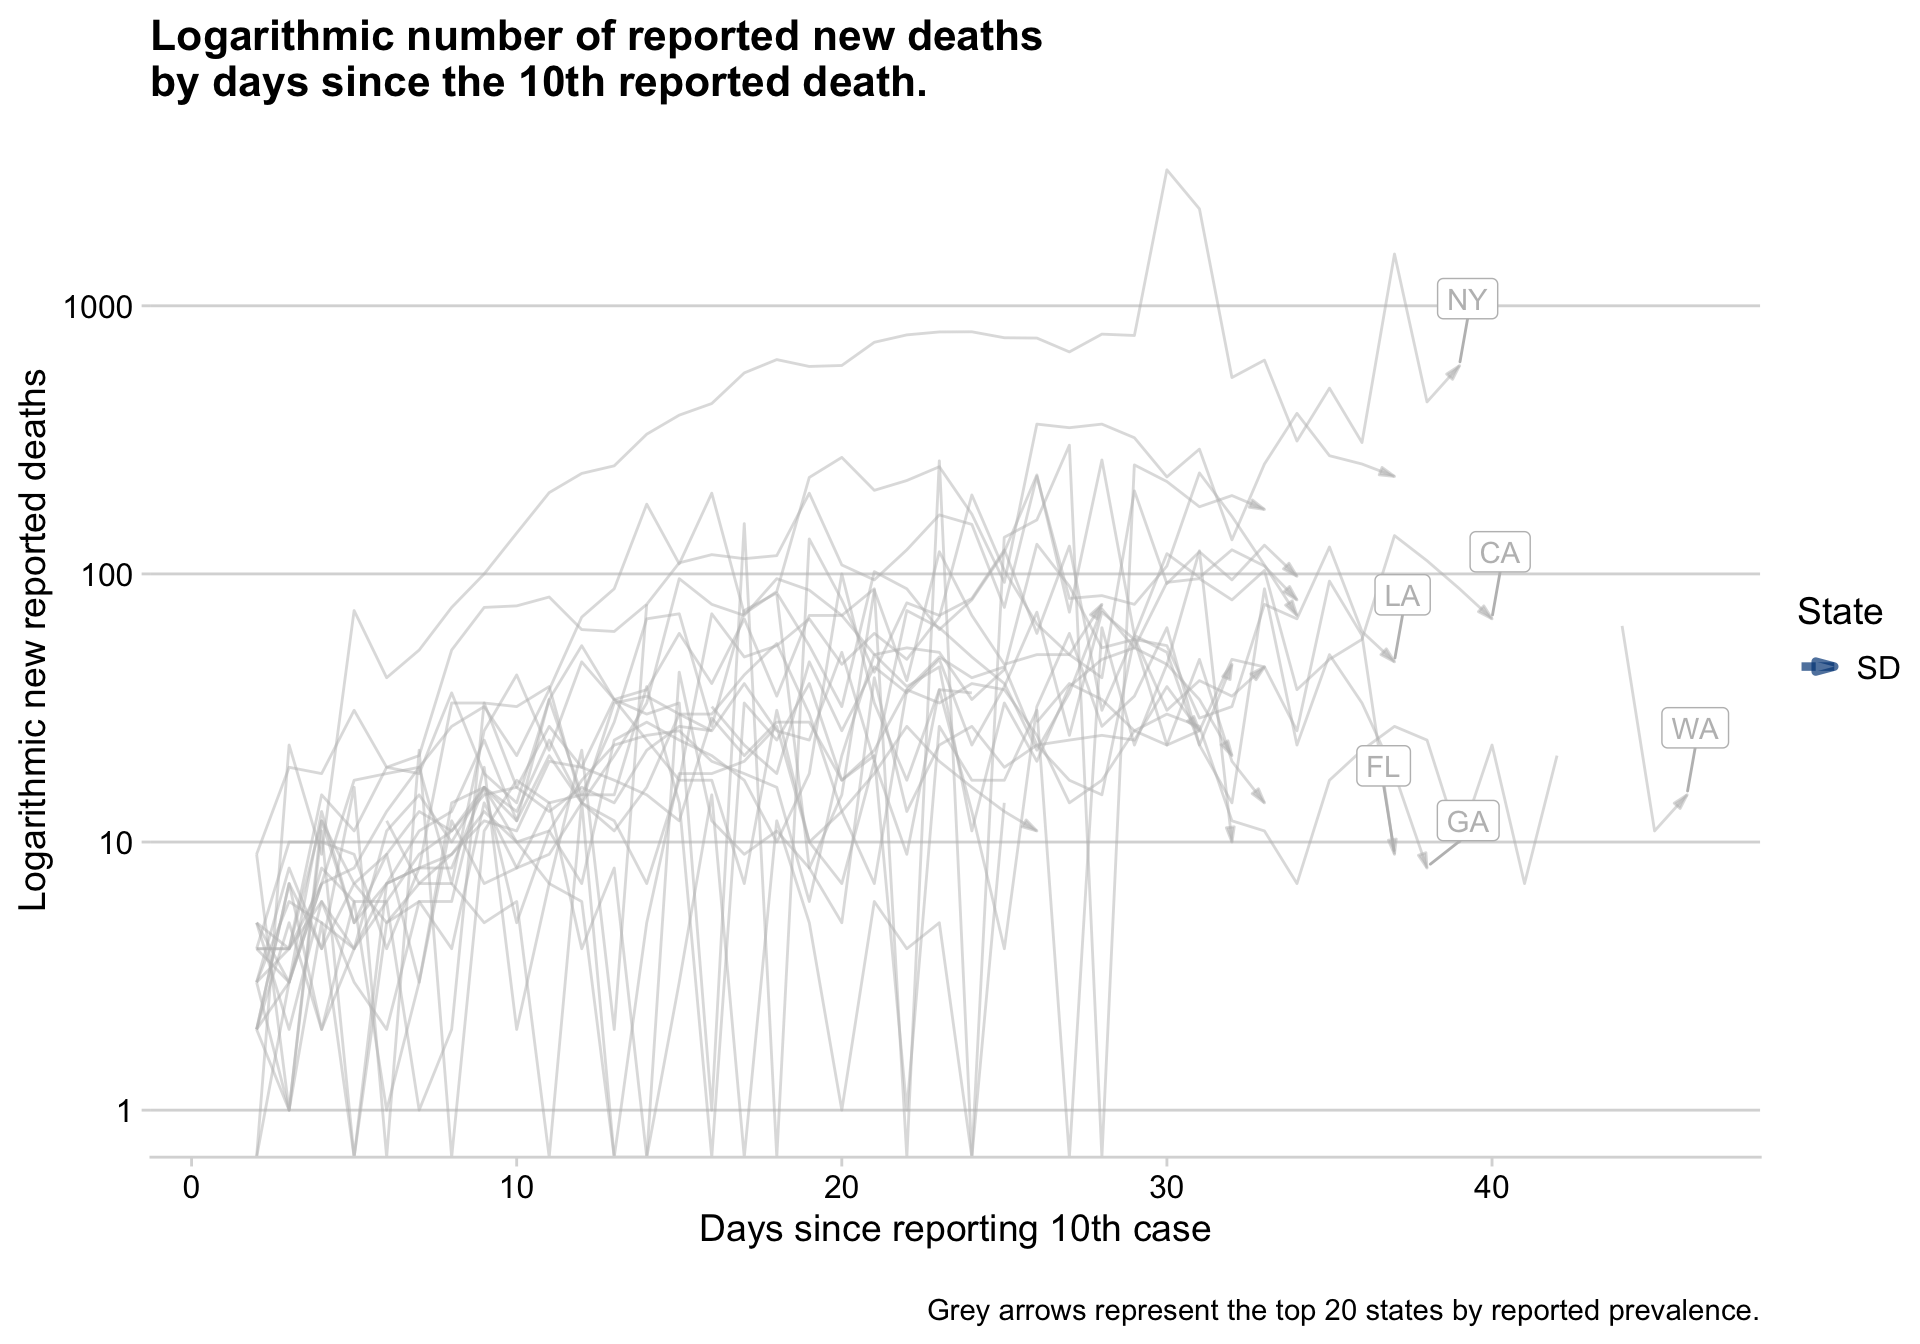 Logarithmic number of reported new deaths
by days since the 10th reported death.
Logarithmic new reported deaths
1000
100
10
1
NY
CA
LA
WA
FL
GA
State
SD
0 10 20 30 40
Days since reporting 10th case
Grey arrows represent the top 20 states by reported prevalence.